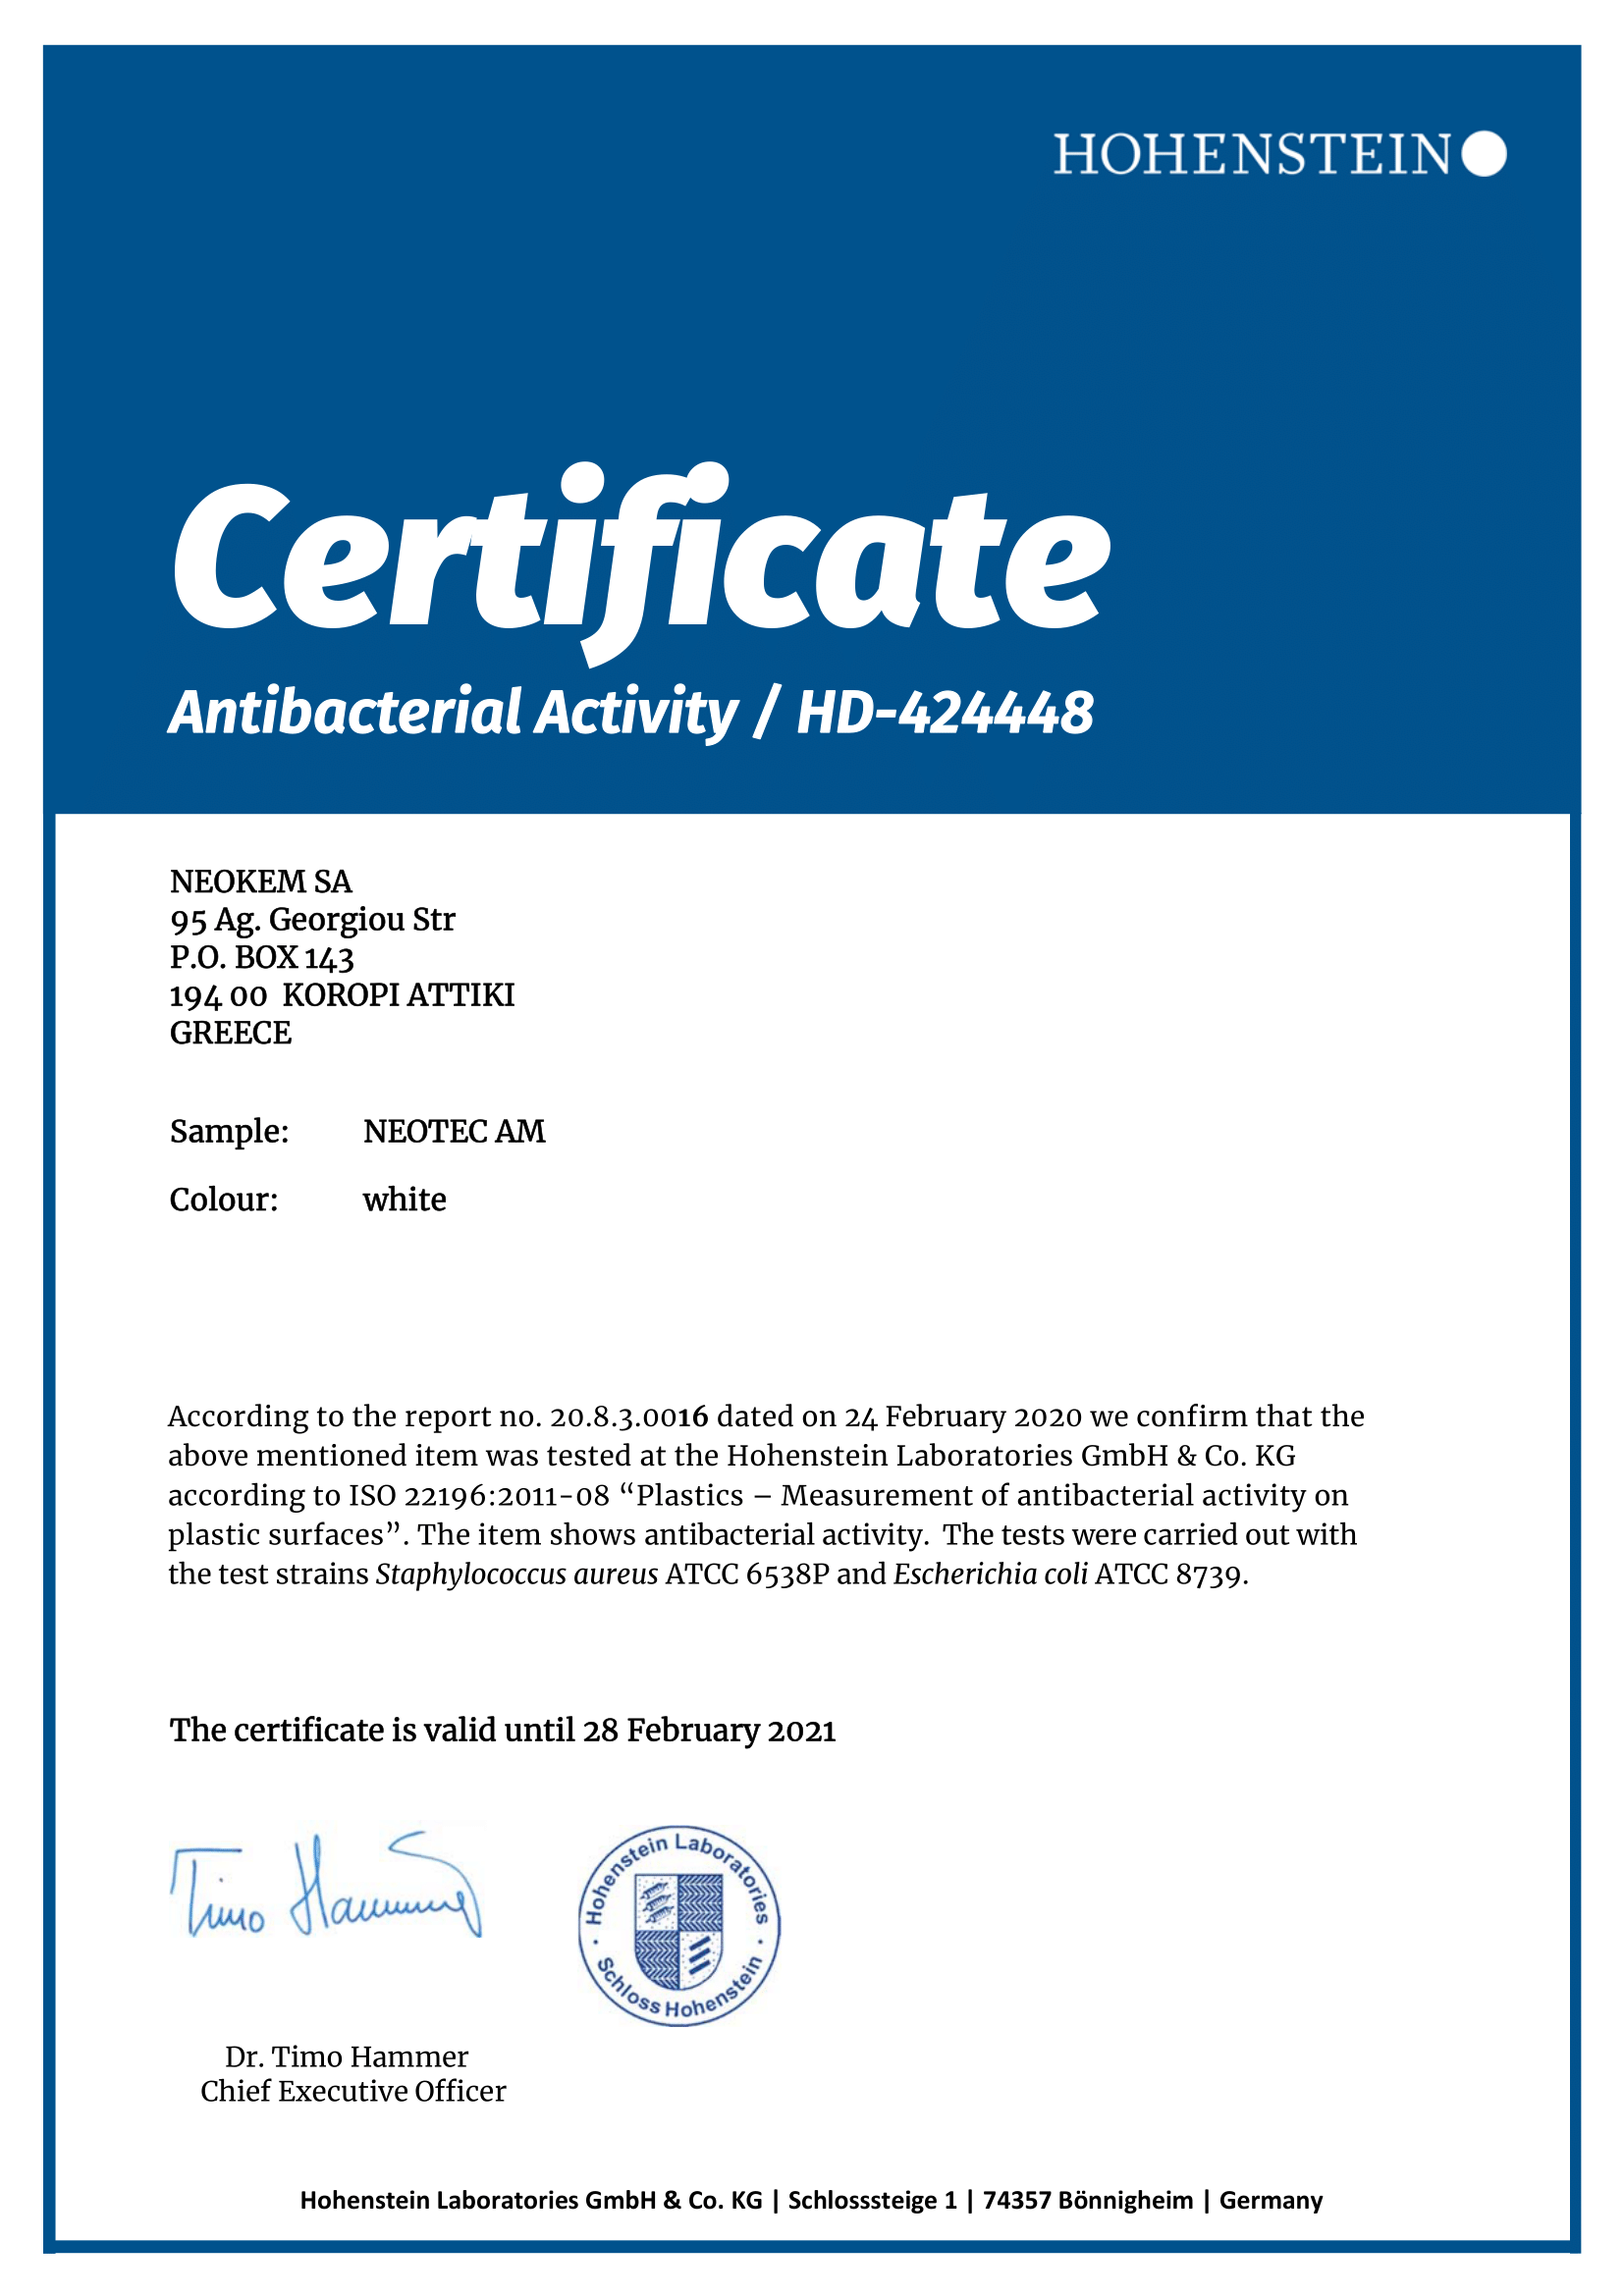 HOHENSTEIN
Certificate
Antibacterial Activity / HD-424448
NEOKEM SA
95 Ag. Georgiou Str
P.O. BOX 143
194 00  KOROPI ATTIKI
GREECE
Sample: NEOTEC AM
Colour: white
According to the report no. 20.8.3.0016 dated on 24 February 2020 we confirm that the
above mentioned item was tested at the Hohenstein Laboratories GmbH & Co. KG
according to ISO 22196:2011-08 “Plastics – Measurement of antibacterial activity on
plastic surfaces”. The item shows antibacterial activity.  The tests were carried out with
the test strains Staphylococcus aureus ATCC 6538P and Escherichia coli ATCC 8739.
The certificate is valid until 28 February 2021
Timo Hammer
Hohenstein Laboratories
· Schloss Hohenstein ·
Dr. Timo Hammer
Chief Executive Officer
Hohenstein Laboratories GmbH & Co. KG | Schlosssteige 1 | 74357 Bönnigheim | Germany